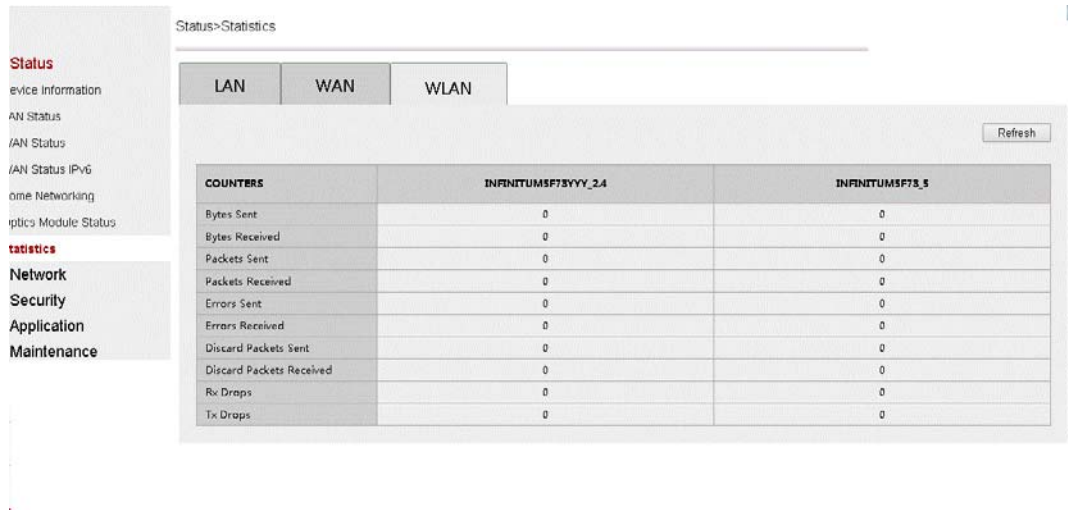 Status>Statistics
Status
evice Information
AN Status
/AN Status
/AN Status IPv6
ome Networking
ptics Module Status
tatistics
Network
Security
Application
Maintenance
LAN WAN WLAN
Refresh
COUNTERS INFINITUM5F73YYY_2.4 INFINITUM5F73_5
Bytes Sent 0 0
Bytes Received 0 0
Packets Sent 0 0
Packets Received 0 0
Errors Sent 0 0
Errors Received 0 0
Discard Packets Sent 0 0
Discard Packets Received 0 0
Rx Drops 0 0
Tx Drops 0 0